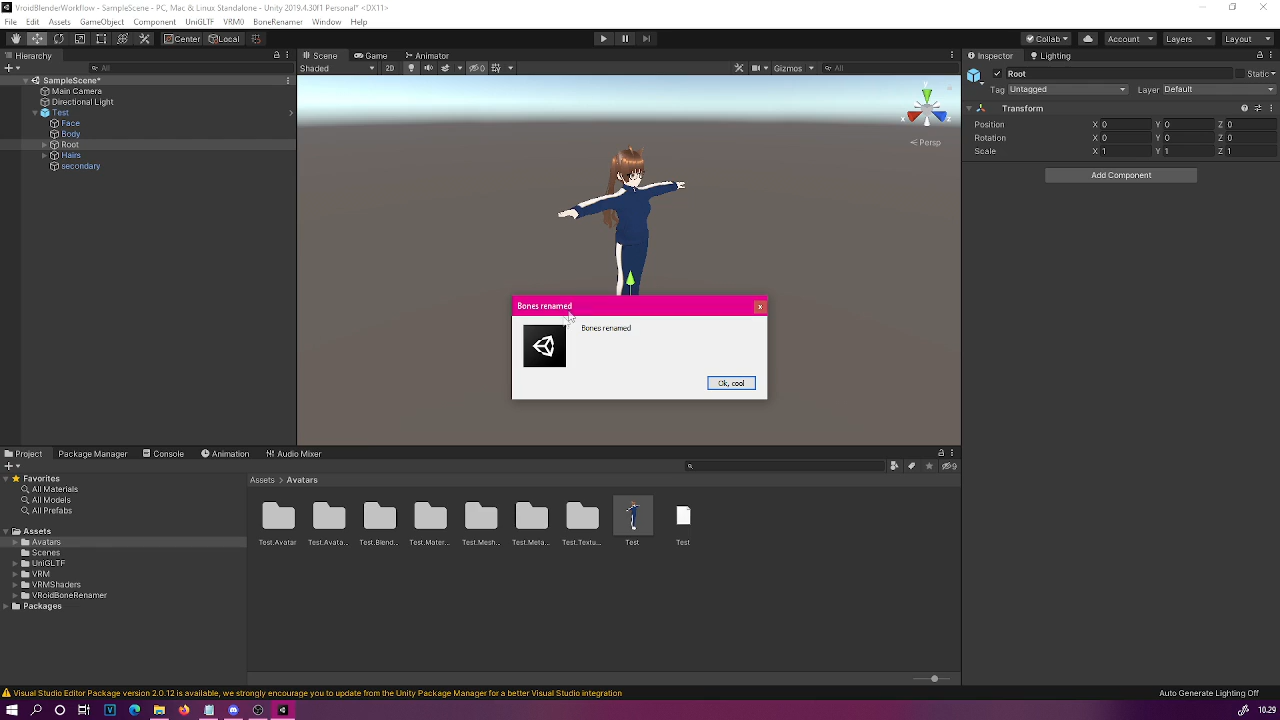 VroidBlenderWorkflow - SampleScene* - PC, Mac & Linux Standalone - Unity 2019.4.30f1 Personal* <DX11>
File Edit Assets GameObject Component UniGLTF VRM0 BoneRenamer Window Help
Center Local Collab Account Layers Layout
Hierarchy
All
SampleScene*
Main Camera
Directional Light
Test
Face
Body
Root
Hairs
secondary
Scene Game Animator
Shaded 2D 0 Gizmos All
y
x
Persp
Inspector Lighting
Root Static
Tag Untagged Layer Default
Transform
Position X 0 Y 0 Z 0
Rotation X 0 Y 0 Z 0
Scale X 1 Y 1 Z 1
Add Component
Bones renamed
x
Bones renamed
Ok, cool
Project Package Manager Console Animation Audio Mixer
9
Favorites
All Materials
All Models
All Prefabs
Assets
Avatars
Scenes
UniGLTF
VRM
VRMShaders
VRoidBoneRenamer
Packages
Assets > Avatars
Test.Avatar Test.Avata... Test.Blend... Test.Mater... Test.Mesh... Test.Meta... Test.Textu... Test Test
Visual Studio Editor Package version 2.0.12 is available, we strongly encourage you to update from the Unity Package Manager for a better Visual Studio integration
Auto Generate Lighting Off
10.29